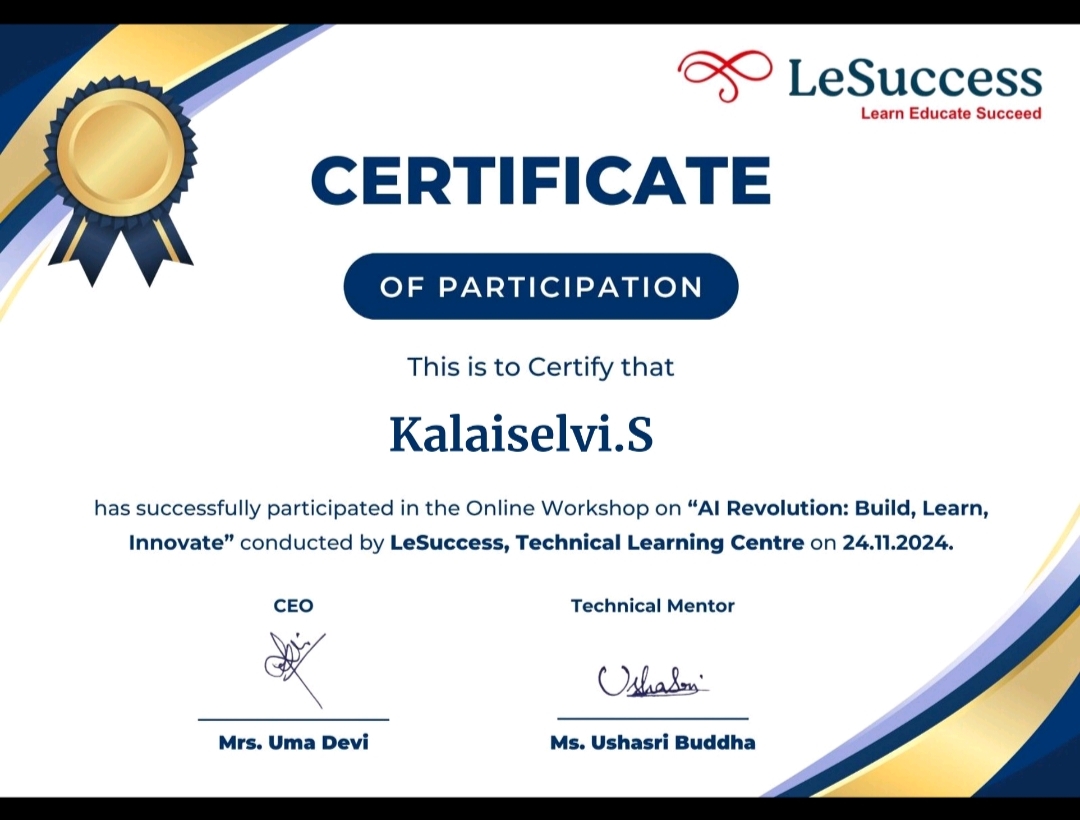 LeSuccess
Learn Educate Succeed
CERTIFICATE
OF PARTICIPATION
This is to Certify that
Kalaiselvi.S
has successfully participated in the Online Workshop on “AI Revolution: Build, Learn,
Innovate” conducted by LeSuccess, Technical Learning Centre on 24.11.2024.
CEO
Technical Mentor
UshaSri
Mrs. Uma Devi
Ms. Ushasri Buddha